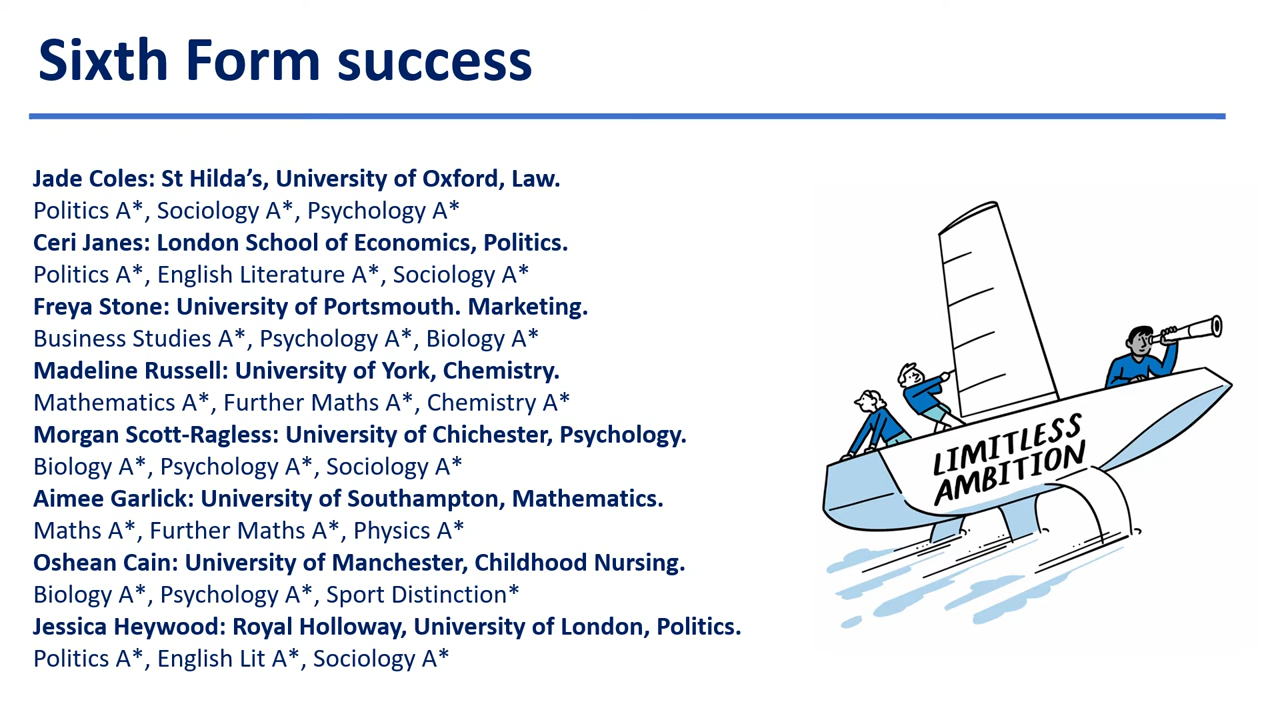 Sixth Form success
Jade Coles: St Hilda’s, University of Oxford, Law.
Politics A*, Sociology A*, Psychology A*
Ceri Janes: London School of Economics, Politics.
Politics A*, English Literature A*, Sociology A*
Freya Stone: University of Portsmouth. Marketing.
Business Studies A*, Psychology A*, Biology A*
Madeline Russell: University of York, Chemistry.
Mathematics A*, Further Maths A*, Chemistry A*
Morgan Scott-Ragless: University of Chichester, Psychology.
Biology A*, Psychology A*, Sociology A*
Aimee Garlick: University of Southampton, Mathematics.
Maths A*, Further Maths A*, Physics A*
Oshean Cain: University of Manchester, Childhood Nursing.
Biology A*, Psychology A*, Sport Distinction*
Jessica Heywood: Royal Holloway, University of London, Politics.
Politics A*, English Lit A*, Sociology A*
LIMITLESS
AMBITION